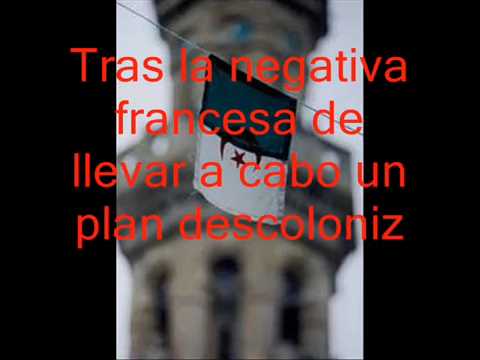 Tras la negativa
francesa de
llevar a cabo un
plan descoloniz